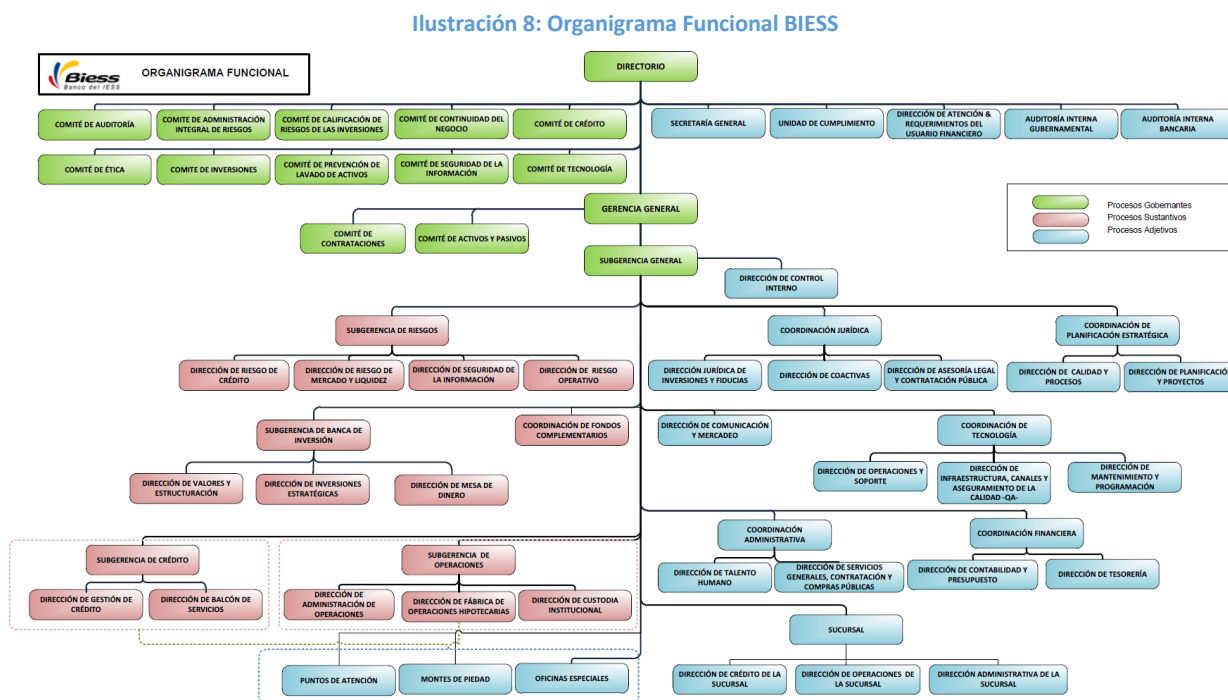 Ilustración 8: Organigrama Funcional BIESS
Biess
Banco del IESS
ORGANIGRAMA FUNCIONAL
DIRECTORIO
COMITÉ DE AUDITORÍA
COMITE DE ADMINISTRACIÓN
INTEGRAL DE RIESGOS
COMITÉ DE CALIFICACIÓN DE
RIESGOS DE LAS INVERSIONES
COMITÉ DE CONTINUIDAD DEL
NEGOCIO
COMITÉ DE CRÉDITO
SECRETARÍA GENERAL
UNIDAD DE CUMPLIMIENTO
DIRECCIÓN DE ATENCIÓN &
REQUERIMIENTOS DEL
USUARIO FINANCIERO
AUDITORÍA INTERNA
GUBERNAMENTAL
AUDITORÍA INTERNA
BANCARIA
COMITÉ DE ÉTICA
COMITE DE INVERSIONES
COMITÉ DE PREVENCIÓN DE
LAVADO DE ACTIVOS
COMITÉ DE SEGURIDAD DE LA
INFORMACIÓN
COMITÉ DE TECNOLOGÍA
Procesos Gobernantes
Procesos Sustantivos
Procesos Adjetivos
GERENCIA GENERAL
COMITÉ DE
CONTRATACIONES
COMITÉ DE ACTIVOS Y PASIVOS
SUBGERENCIA GENERAL
DIRECCIÓN DE CONTROL
INTERNO
SUBGERENCIA DE RIESGOS
COORDINACIÓN JURÍDICA
COORDINACIÓN DE
PLANIFICACIÓN ESTRATÉGICA
DIRECCIÓN DE RIESGO DE
CRÉDITO
DIRECCIÓN DE RIESGO DE
MERCADO Y LIQUIDEZ
DIRECCIÓN DE SEGURIDAD DE
LA INFORMACIÓN
DIRECCIÓN DE RIESGO
OPERATIVO
DIRECCIÓN JURÍDICA DE
INVERSIONES Y FIDUCIAS
DIRECCIÓN DE COACTIVAS
DIRECCIÓN DE ASESORÍA LEGAL
Y CONTRATACIÓN PÚBLICA
DIRECCIÓN DE CALIDAD Y
PROCESOS
DIRECCIÓN DE PLANIFICACIÓN
Y PROYECTOS
SUBGERENCIA DE BANCA DE
INVERSIÓN
COORDINACIÓN DE FONDOS
COMPLEMENTARIOS
DIRECCIÓN DE COMUNICACIÓN
Y MERCADEO
COORDINACIÓN DE
TECNOLOGÍA
DIRECCIÓN DE VALORES Y
ESTRUCTURACIÓN
DIRECCIÓN DE INVERSIONES
ESTRATÉGICAS
DIRECCIÓN DE MESA DE
DINERO
DIRECCIÓN DE OPERACIONES Y
SOPORTE
DIRECCIÓN DE
INFRAESTRUCTURA, CANALES Y
ASEGURAMIENTO DE LA
CALIDAD -QA-
DIRECCIÓN DE
MANTENIMIENTO Y
PROGRAMACIÓN
COORDINACIÓN
ADMINISTRATIVA
COORDINACIÓN FINANCIERA
SUBGERENCIA DE CRÉDITO
SUBGERENCIA DE
OPERACIONES
DIRECCIÓN DE TALENTO
HUMANO
DIRECCIÓN DE SERVICIOS
GENERALES, CONTRATACIÓN Y
COMPRAS PÚBLICAS
DIRECCIÓN DE CONTABILIDAD Y
PRESUPUESTO
DIRECCIÓN DE TESORERÍA
DIRECCIÓN DE GESTIÓN DE
CRÉDITO
DIRECCIÓN DE BALCÓN DE
SERVICIOS
DIRECCIÓN DE
ADMINISTRACIÓN DE
OPERACIONES
DIRECCIÓN DE FÁBRICA DE
OPERACIONES HIPOTECARIAS
DIRECCIÓN DE CUSTODIA
INSTITUCIONAL
SUCURSAL
PUNTOS DE ATENCIÓN
MONTES DE PIEDAD
OFICINAS ESPECIALES
DIRECCIÓN DE CRÉDITO DE LA
SUCURSAL
DIRECCIÓN DE OPERACIONES DE
LA SUCURSAL
DIRECCIÓN ADMINISTRATIVA DE LA
SUCURSAL